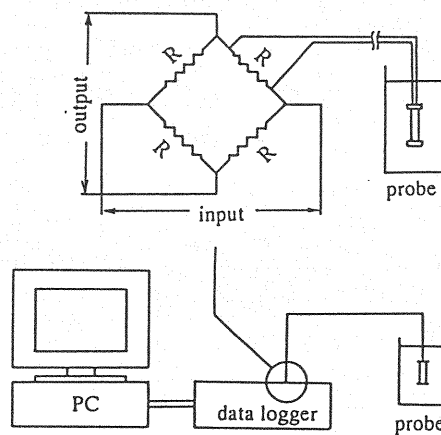 R
R
output
R
R
input
probe
PC
data logger
probe